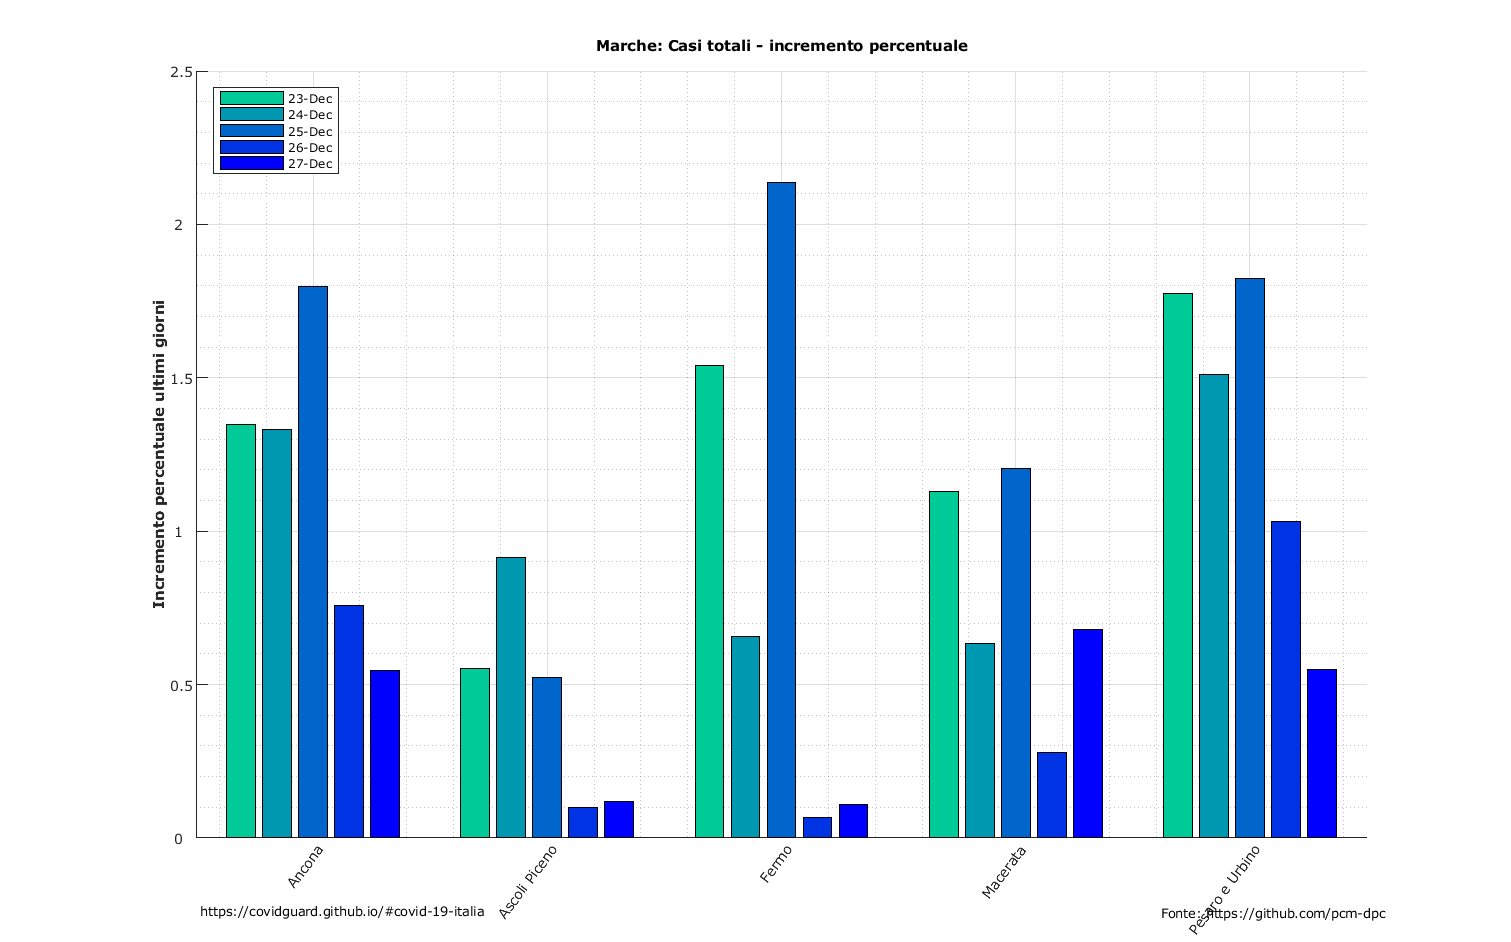 Marche: Casi totali - incremento percentuale
2.5
2
1.5
1
0.5
0
Incremento percentuale ultimi giorni
23-Dec
24-Dec
25-Dec
26-Dec
27-Dec
Ancona
Ascoli Piceno
Fermo
Macerata
Pesaro e Urbino
https://covidguard.github.io/#covid-19-italia
Fonte: https://github.com/pcm-dpc